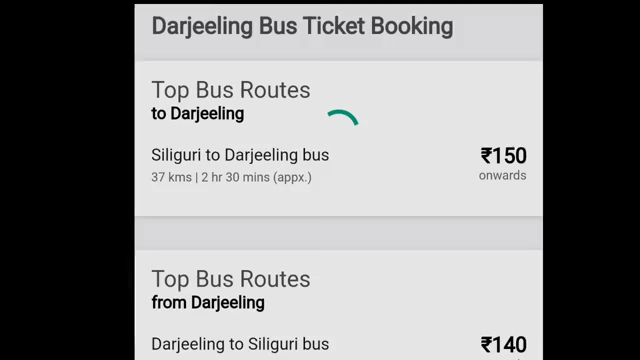 Darjeeling Bus Ticket Booking
Top Bus Routes
to Darjeeling
Siliguri to Darjeeling bus
₹150
37 kms | 2 hr 30 mins (appx.)
onwards
Top Bus Routes
from Darjeeling
Darjeeling to Siliguri bus
₹140